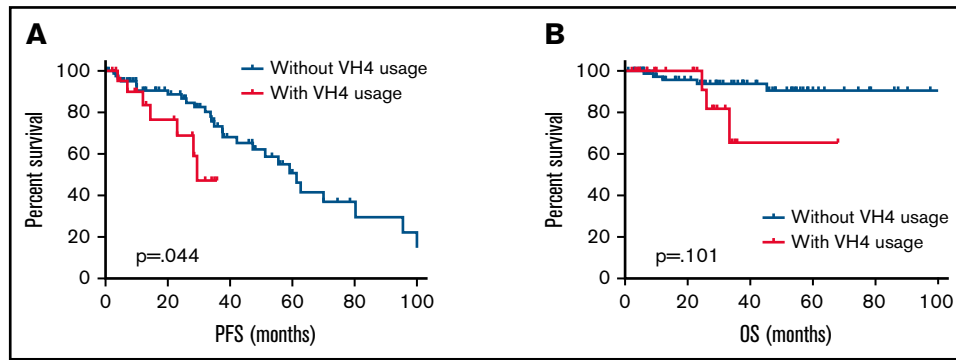 A
Without VH4 usage
With VH4 usage
Percent survival
100
80
60
40
20
0
p=.044
0 20 40 60 80 100
PFS (months)
B
Percent survival
100
80
60
40
20
0
Without VH4 usage
With VH4 usage
p=.101
0 20 40 60 80 100
OS (months)